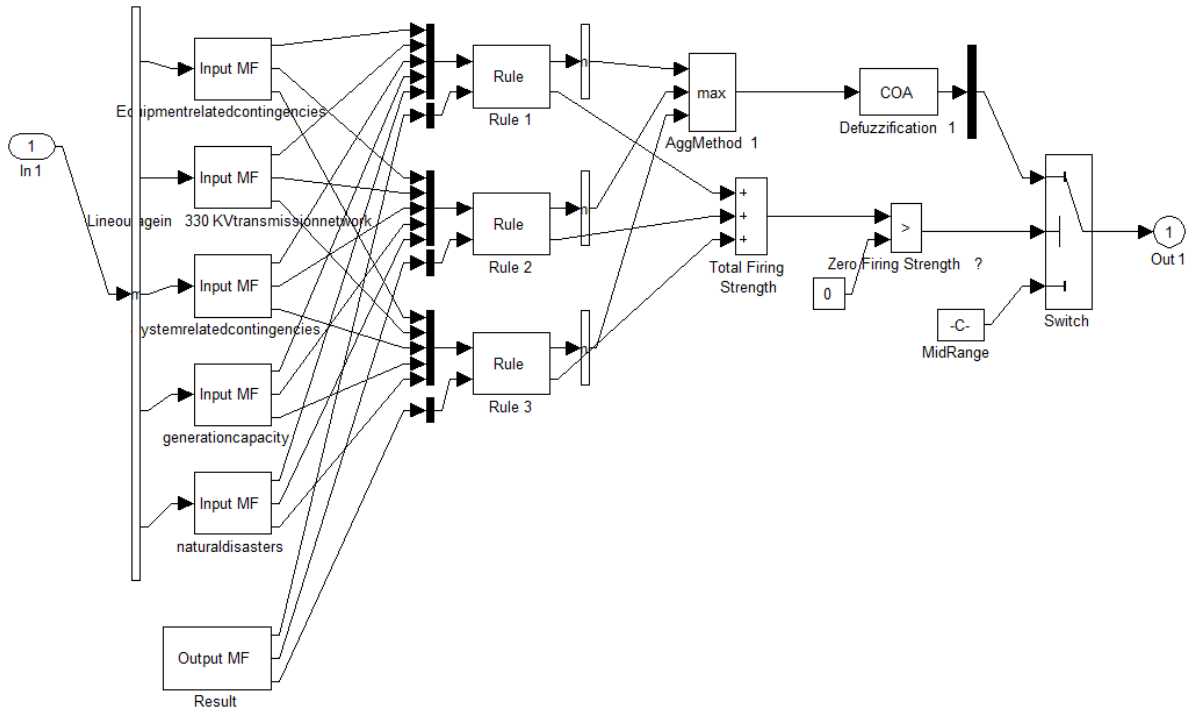 1
In 1
Input MF
Equipmentrelatedcontingencies
Input MF
330 KVtransmissionnetwork
Input MF
Input MF
generationcapacity
Input MF
naturaldisasters
Output MF
Result
Rule
Rule 1
Rule
Rule 2
Rule
Rule 3
max
AggMethod 1
COA
Defuzzification 1
+
+
+
Total Firing
Strength
>
Zero Firing Strength ?
0
-C-
MidRange
Switch
1
Out 1